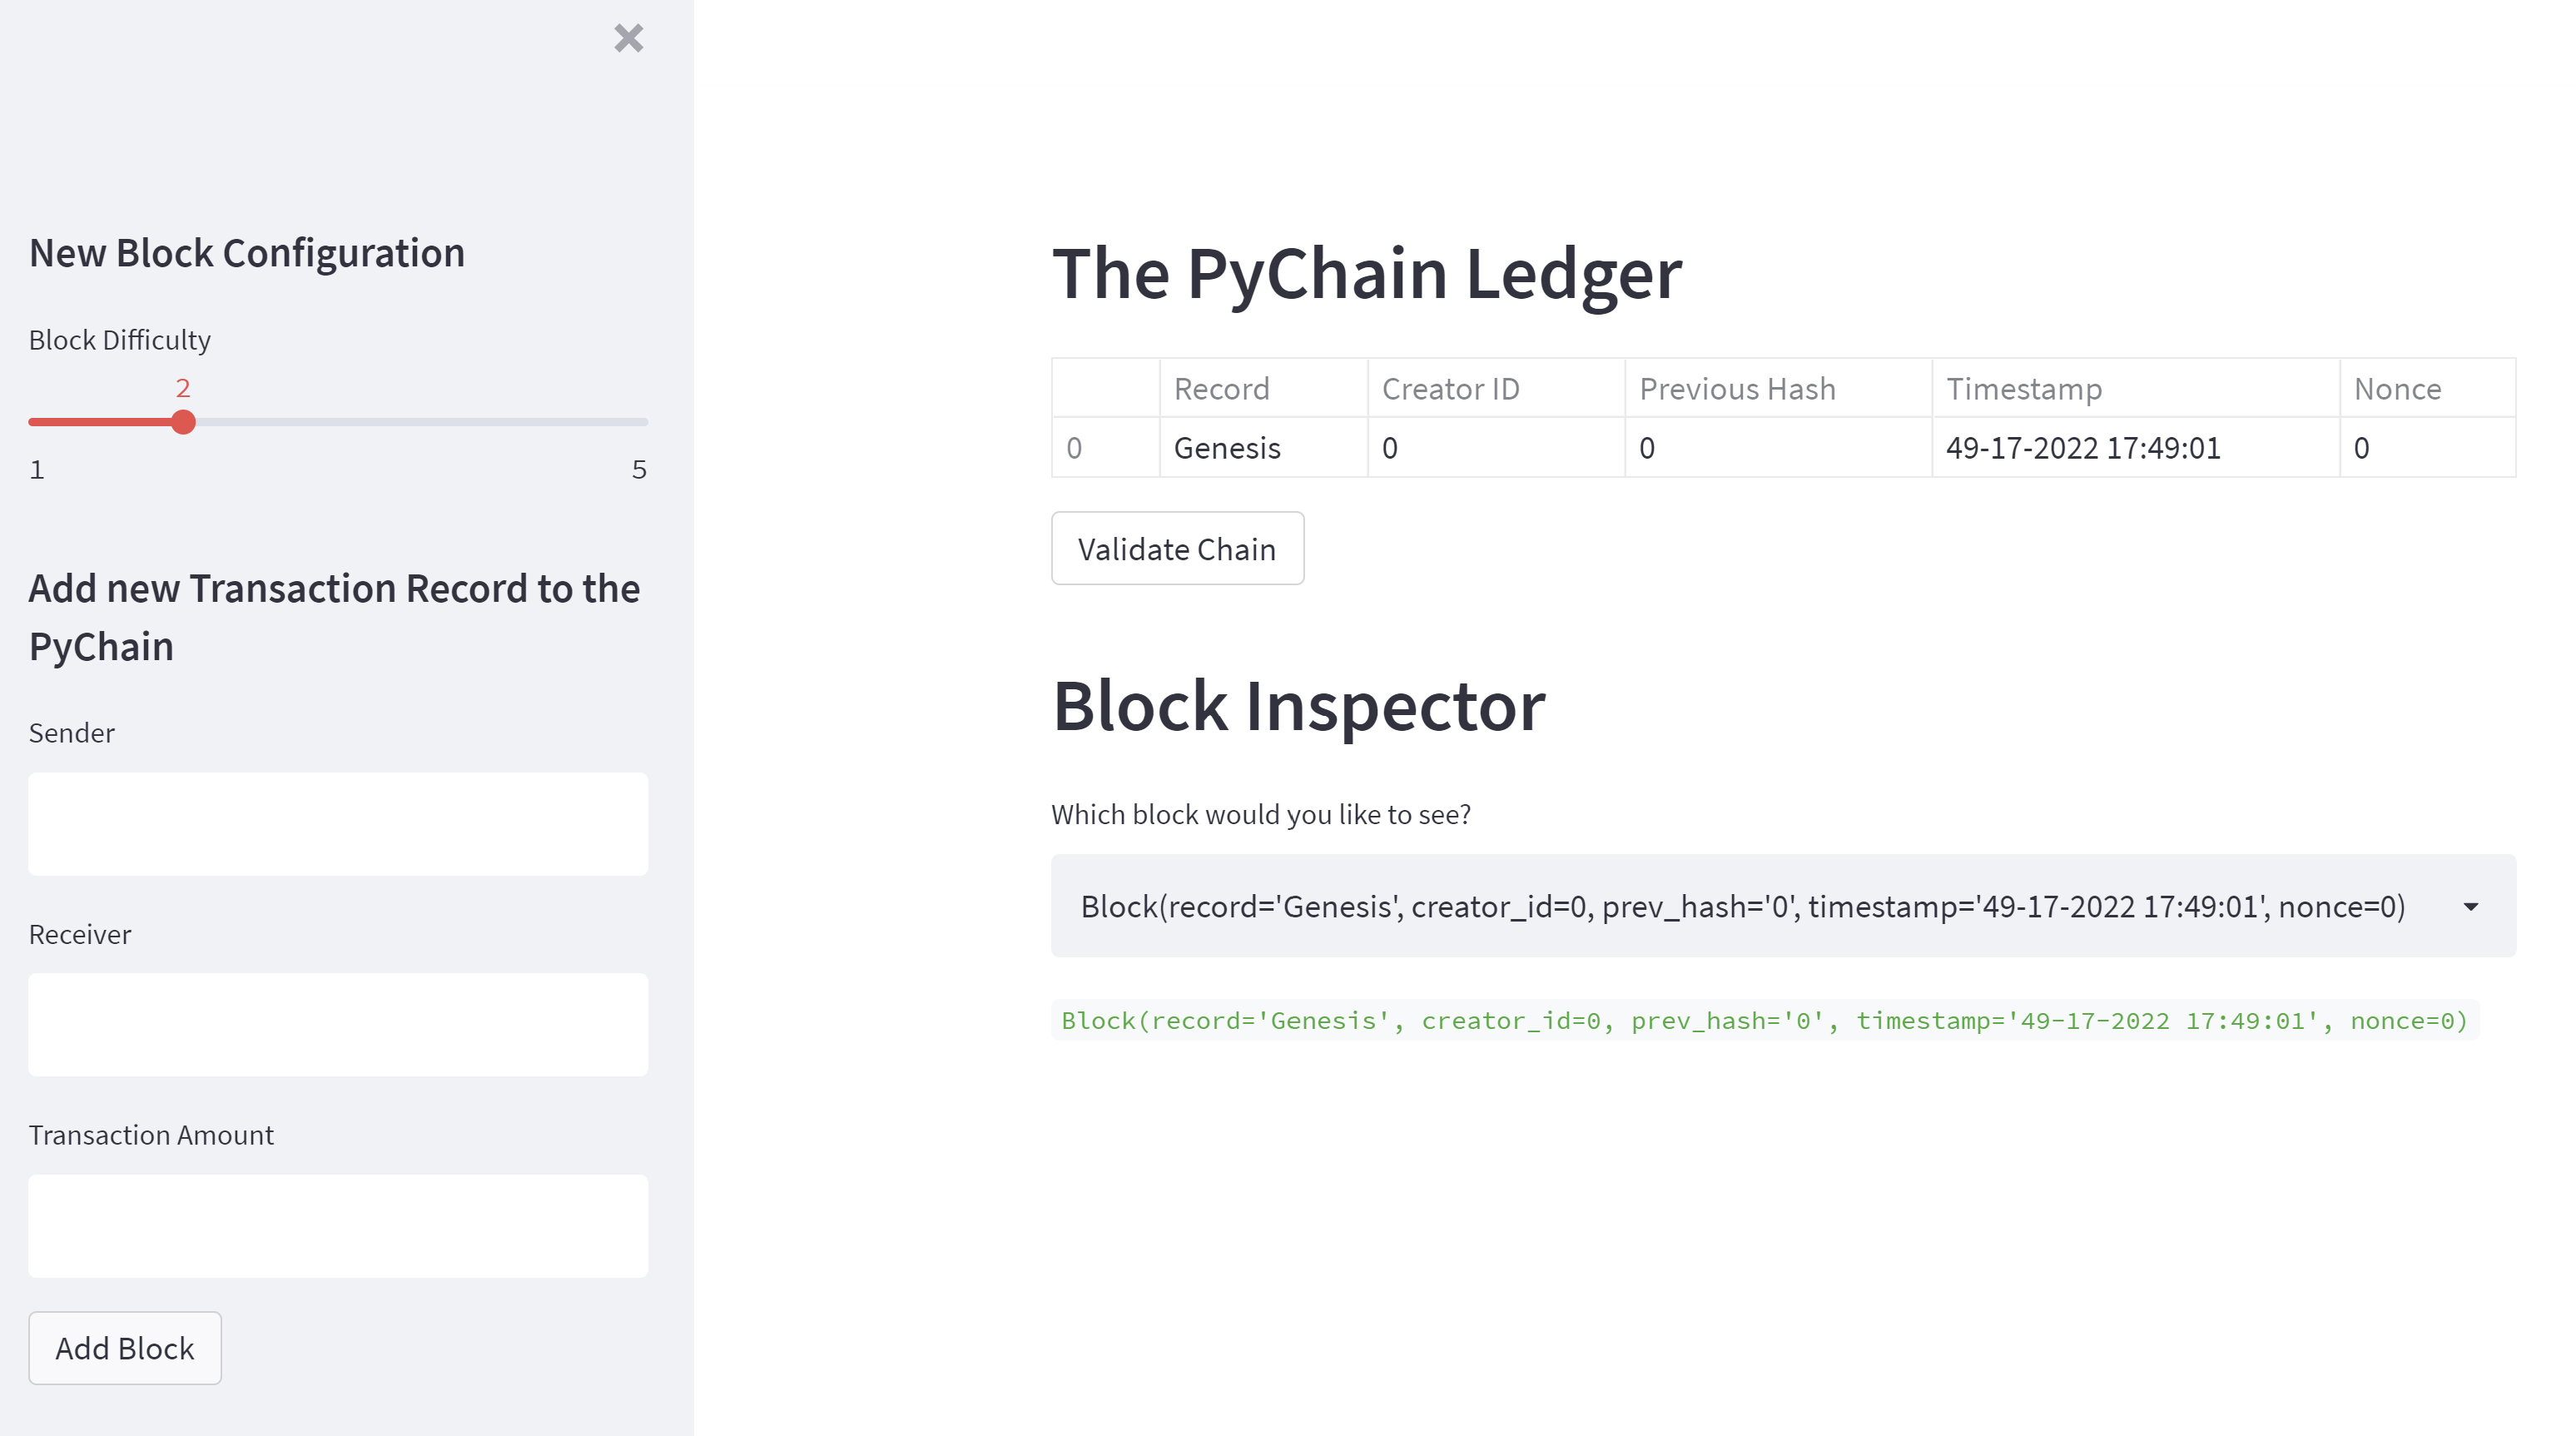 New Block Configuration
Block Difficulty
2
1 5
Add new Transaction Record to the
PyChain
Sender
Receiver
Transaction Amount
Add Block
The PyChain Ledger
Record Creator ID Previous Hash Timestamp Nonce
0 Genesis 0 0 49-17-2022 17:49:01 0
Validate Chain
Block Inspector
Which block would you like to see?
Block(record='Genesis', creator_id=0, prev_hash='0', timestamp='49-17-2022 17:49:01', nonce=0)
Block(record='Genesis', creator_id=0, prev_hash='0', timestamp='49-17-2022 17:49:01', nonce=0)